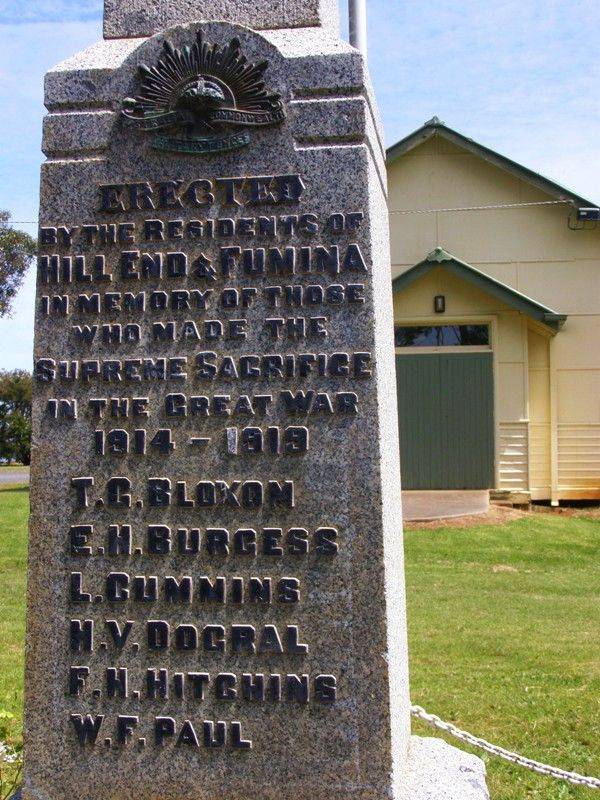 COMMONWEALTH
ERECTED
BY THE RESIDENTS OF
HILL END & FUMINA
IN MEMORY OF THOSE
WHO MADE THE
SUPREME SACRIFICE
IN THE GREAT WAR
1914 – 1919
T.C. BLOXON
E.H. BURGESS
L. CUMMINS
H.V. DOGRAL
F.H. HITCHINS
W.F. PAUL